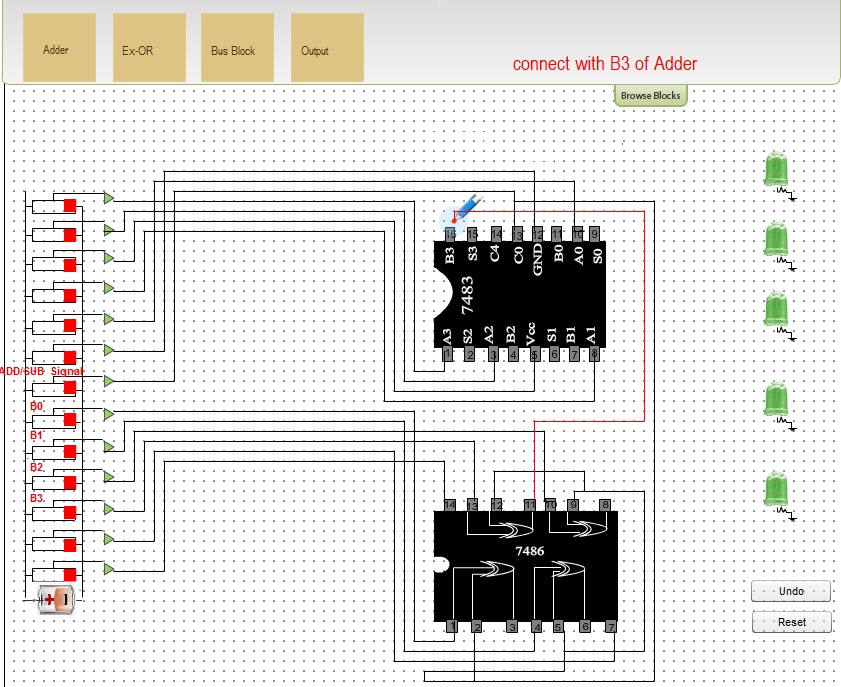 Adder
Ex-OR
Bus Block
Output
connect with B3 of Adder
Browse Blocks
16 15 14 13 12 11 10 9
B3 S3 C4 C0 GND B0 A0 S0
7483
A3 S2 A2 B2 Vcc S1 B1 A1
1 2 3 4 5 6 7 8
ADD/SUB Signal
B0
B1
B2
B3
14 13 12 11 10 9 8
7486
1 2 3 4 5 6 7
Undo
Reset